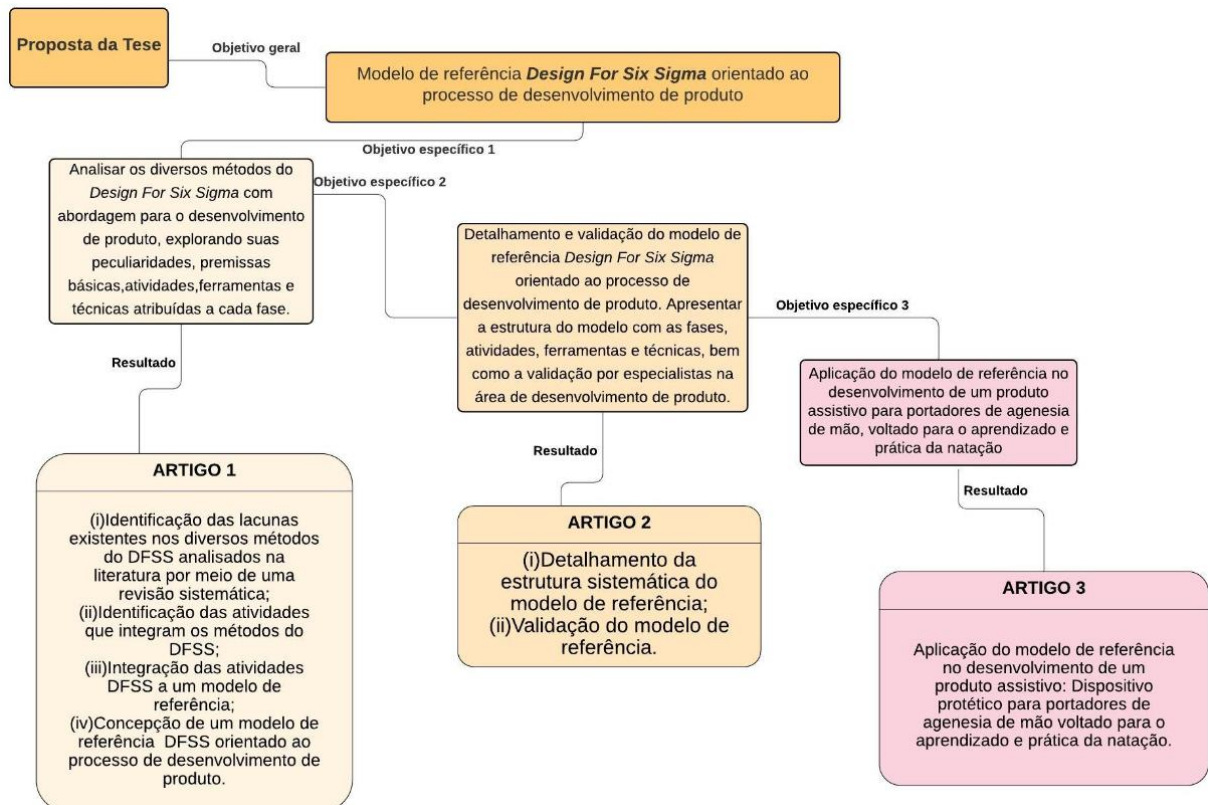 Proposta da Tese
Objetivo geral
Modelo de referência Design For Six Sigma orientado ao
processo de desenvolvimento de produto
Objetivo específico 1
Analisar os diversos métodos do
Design For Six Sigma com
abordagem para o desenvolvimento
de produto, explorando suas
peculiaridades, premissas
básicas,atividades,ferramentas e
técnicas atribuídas a cada fase.
Objetivo específico 2
Detalhamento e validação do modelo de
referência Design For Six Sigma
orientado ao processo de
desenvolvimento de produto. Apresentar
a estrutura do modelo com as fases,
atividades, ferramentas e técnicas, bem
como a validação por especialistas na
área de desenvolvimento de produto.
Objetivo específico 3
Aplicação do modelo de referência no
desenvolvimento de um produto
assistivo para portadores de agenesia
de mão, voltado para o aprendizado e
prática da natação
Resultado
ARTIGO 1
(i)Identificação das lacunas
existentes nos diversos métodos
do DFSS analisados na
literatura por meio de uma
revisão sistemática;
(ii)Identificação das atividades
que integram os métodos do
DFSS;
(iii)Integração das atividades
DFSS a um modelo de
referência;
(iv)Concepção de um modelo de
referência DFSS orientado ao
processo de desenvolvimento de
produto.
Resultado
ARTIGO 2
(i)Detalhamento da
estrutura sistemática do
modelo de referência;
(ii)Validação do modelo de
referência.
Resultado
ARTIGO 3
Aplicação do modelo de referência
no desenvolvimento de um
produto assistivo: Dispositivo
protético para portadores de
agenesia de mão voltado para o
aprendizado e prática da natação.